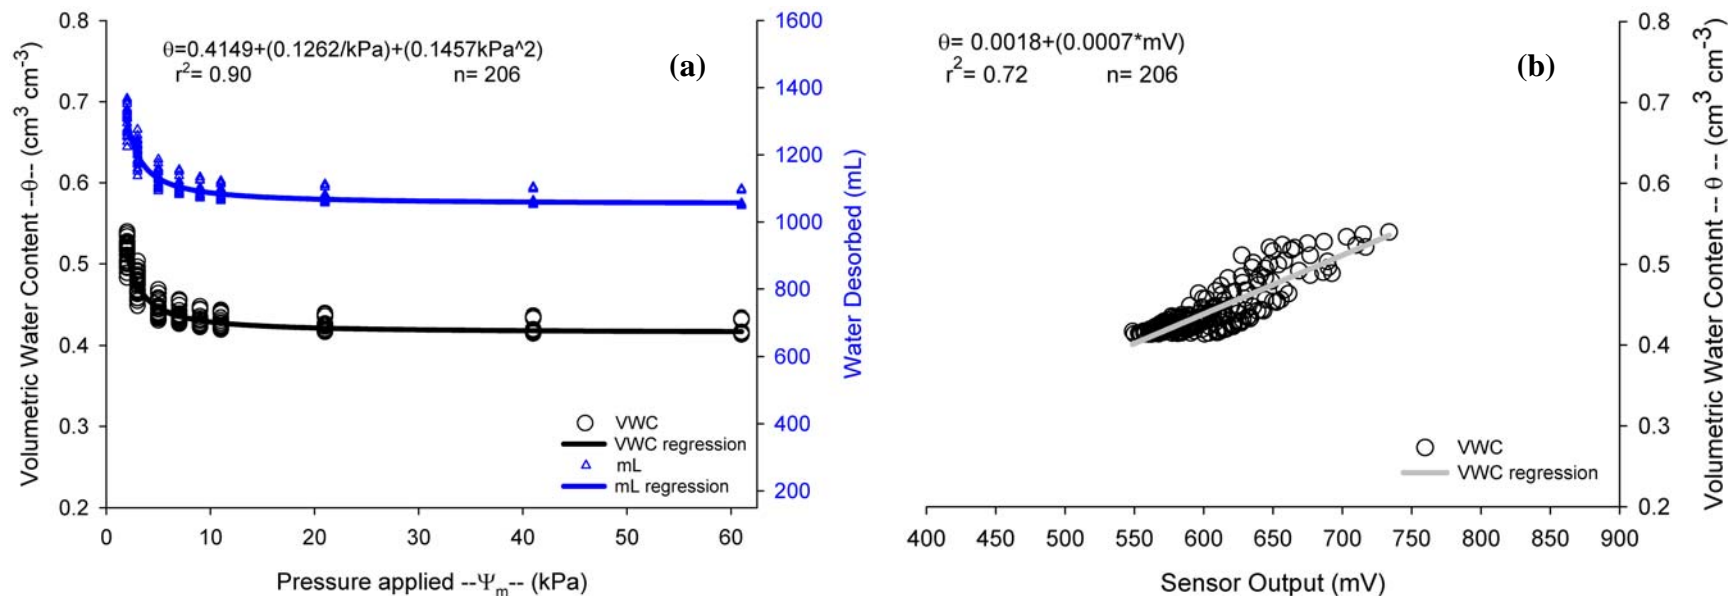 θ=0.4149+(0.1262/kPa)+(0.1457kPa^2)
r²= 0.90 n= 206
(a)
Volumetric Water Content --θ-- (cm³ cm⁻³)
0.8
0.7
0.6
0.5
0.4
0.3
0.2
1600
1400
1200
1000
800
600
400
200
Water Desorbed (mL)
VWC
VWC regression
mL
mL regression
0 10 20 30 40 50 60
Pressure applied --Ψm-- (kPa)
θ= 0.0018+(0.0007*mV)
r²= 0.72 n= 206
(b)
0.8
0.7
0.6
0.5
0.4
0.3
0.2
Volumetric Water Content -- θ -- (cm³ cm⁻³)
VWC
VWC regression
400 450 500 550 600 650 700 750 800 850 900
Sensor Output (mV)